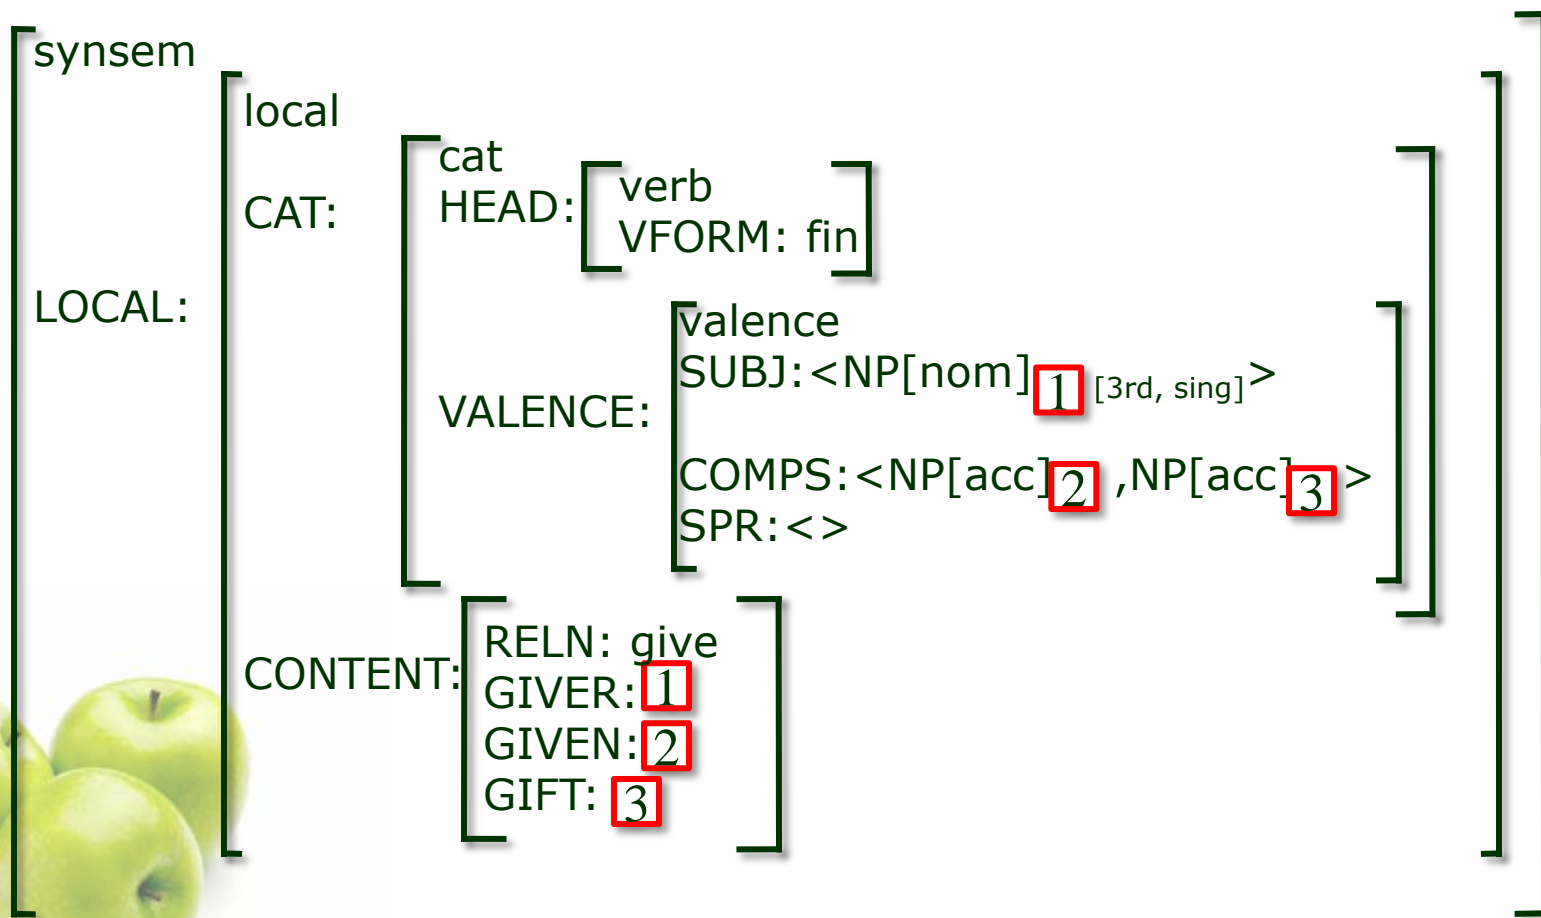 synsem
local
cat
CAT:
HEAD:
verb
VFORM: fin
LOCAL:
valence
SUBJ:<NP[nom] 1 [3rd, sing]>
VALENCE:
COMPS:<NP[acc] 2 ,NP[acc] 3 >
SPR:<>
CONTENT:
RELN: give
GIVER: 1
GIVEN: 2
GIFT: 3